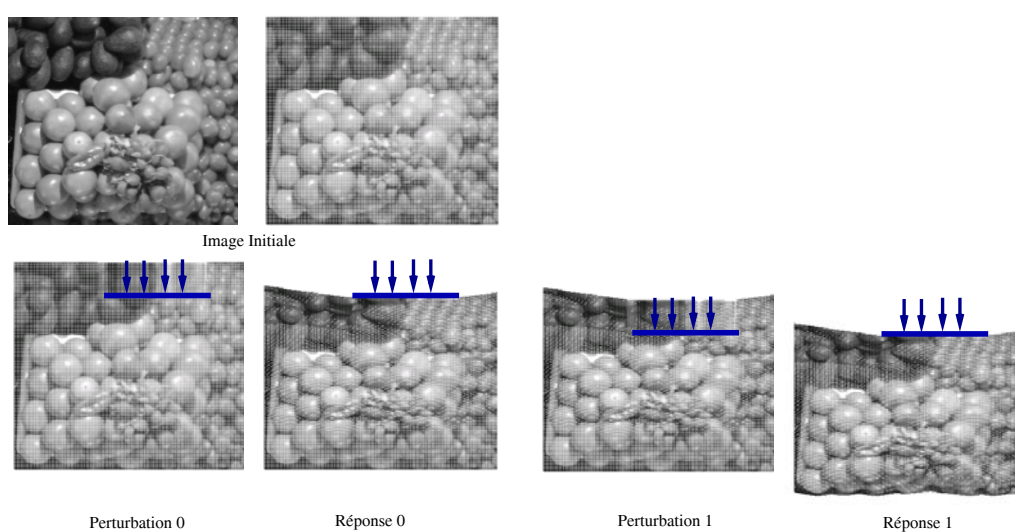 Image Initiale
Perturbation 0
Réponse 0
Perturbation 1
Réponse 1